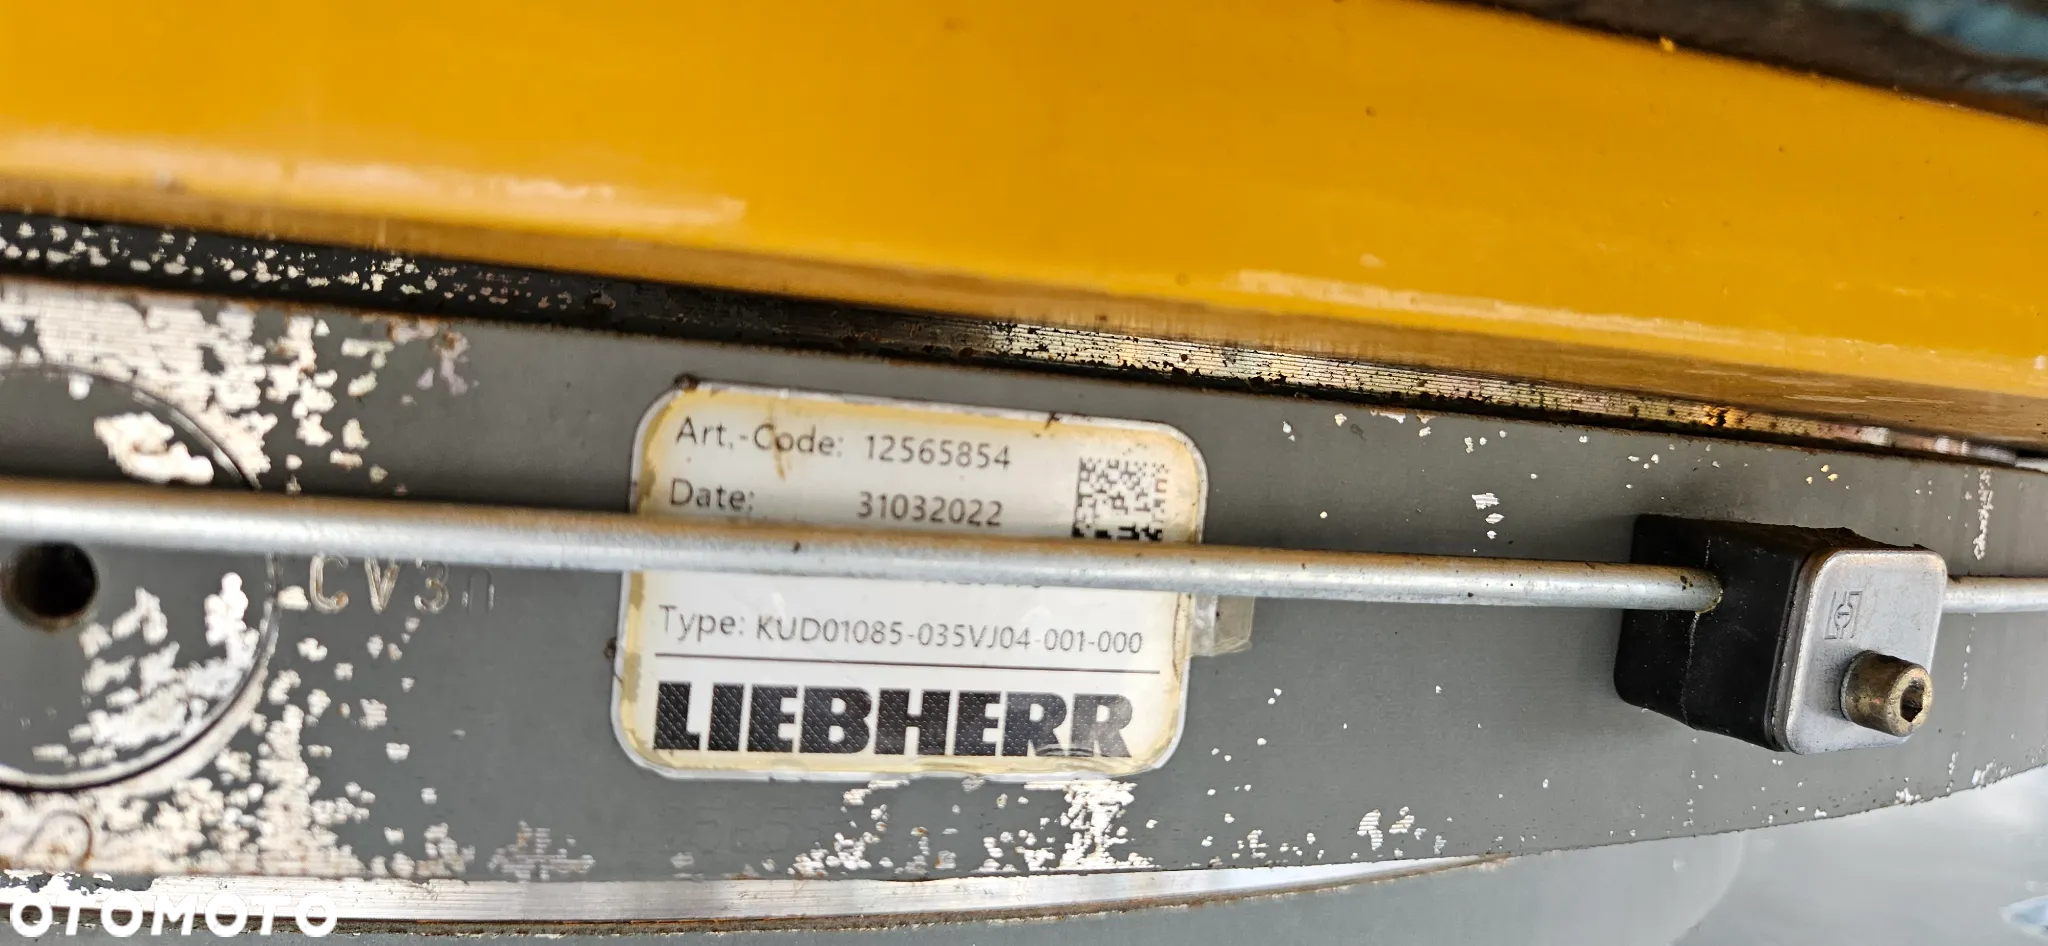 Art.-Code: 12565854
Date: 31032022
Type: KUD01085-035VJ04-001-000
LIEBHERR
CV3
OTOMOTO